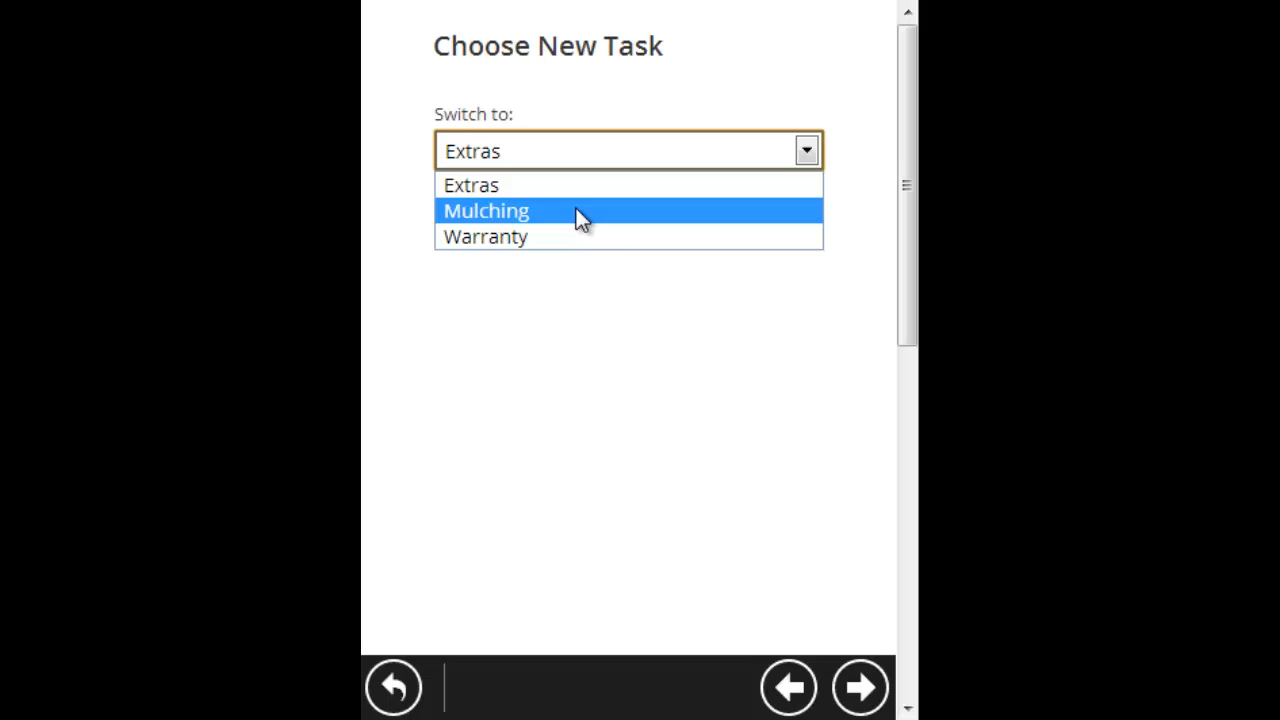 Choose New Task
Switch to:
Extras
Extras
Mulching
Warranty